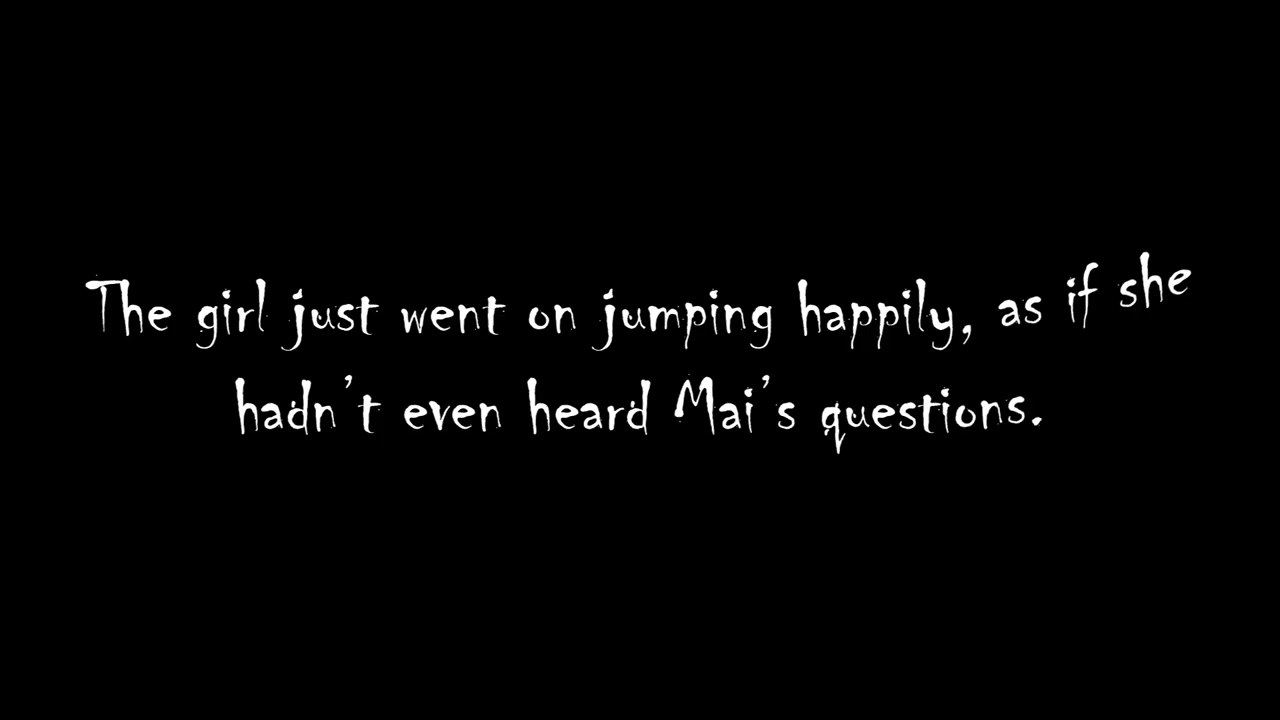 The girl just went on jumping happily, as if she
hadn't even heard Mai's questions.